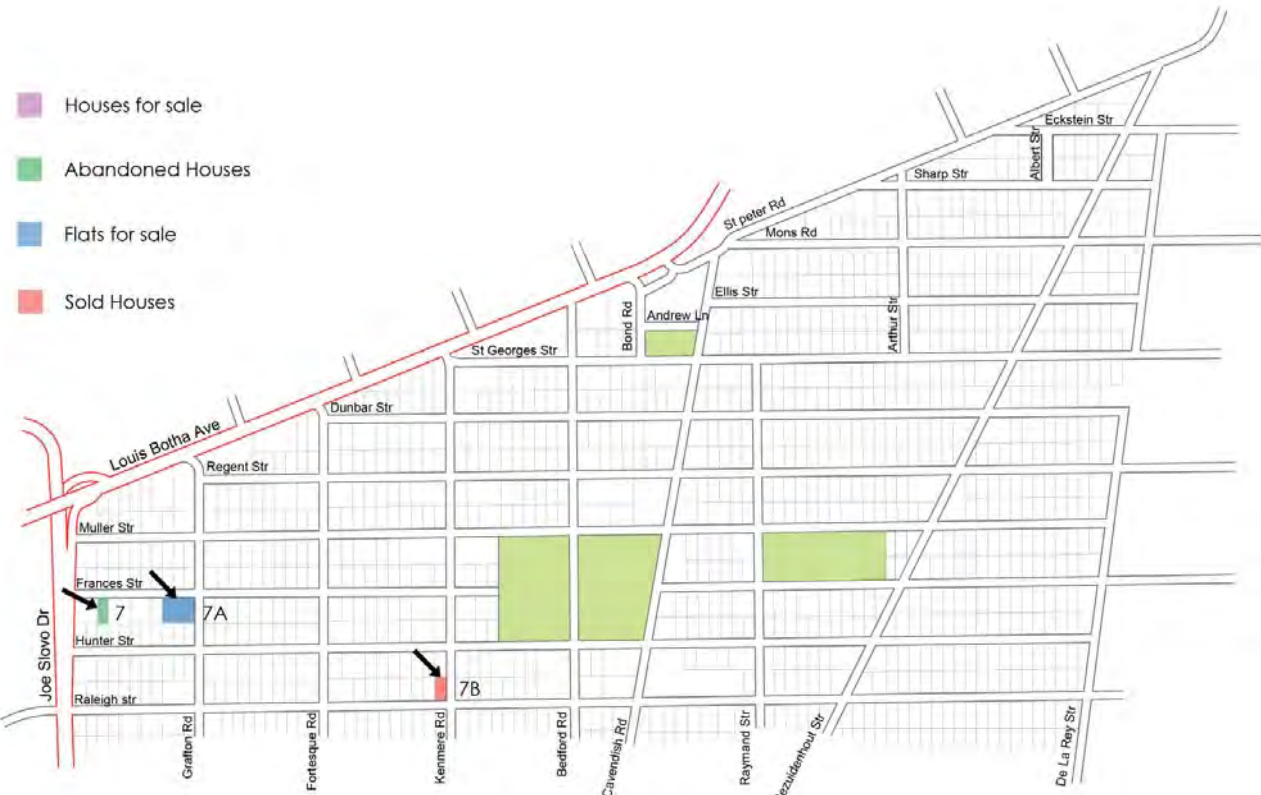 Houses for sale
Abandoned Houses
Flats for sale
Sold Houses
Eckstein Str
Albert Str
Sharp Str
St peter Rd
Mons Rd
Ellis Str
Andrew Ln
Bond Rd
Arthur Str
St Georges Str
Dunbar Str
Louis Botha Ave
Regent Str
Muller Str
Frances Str
7
7A
Hunter Str
Joe Slovo Dr
7B
Raleigh str
Grafton Rd
Fortesque Rd
Kenmere Rd
Bedford Rd
Cavendish Rd
Raymand Str
ezuidenhout Str
De La Rey Str